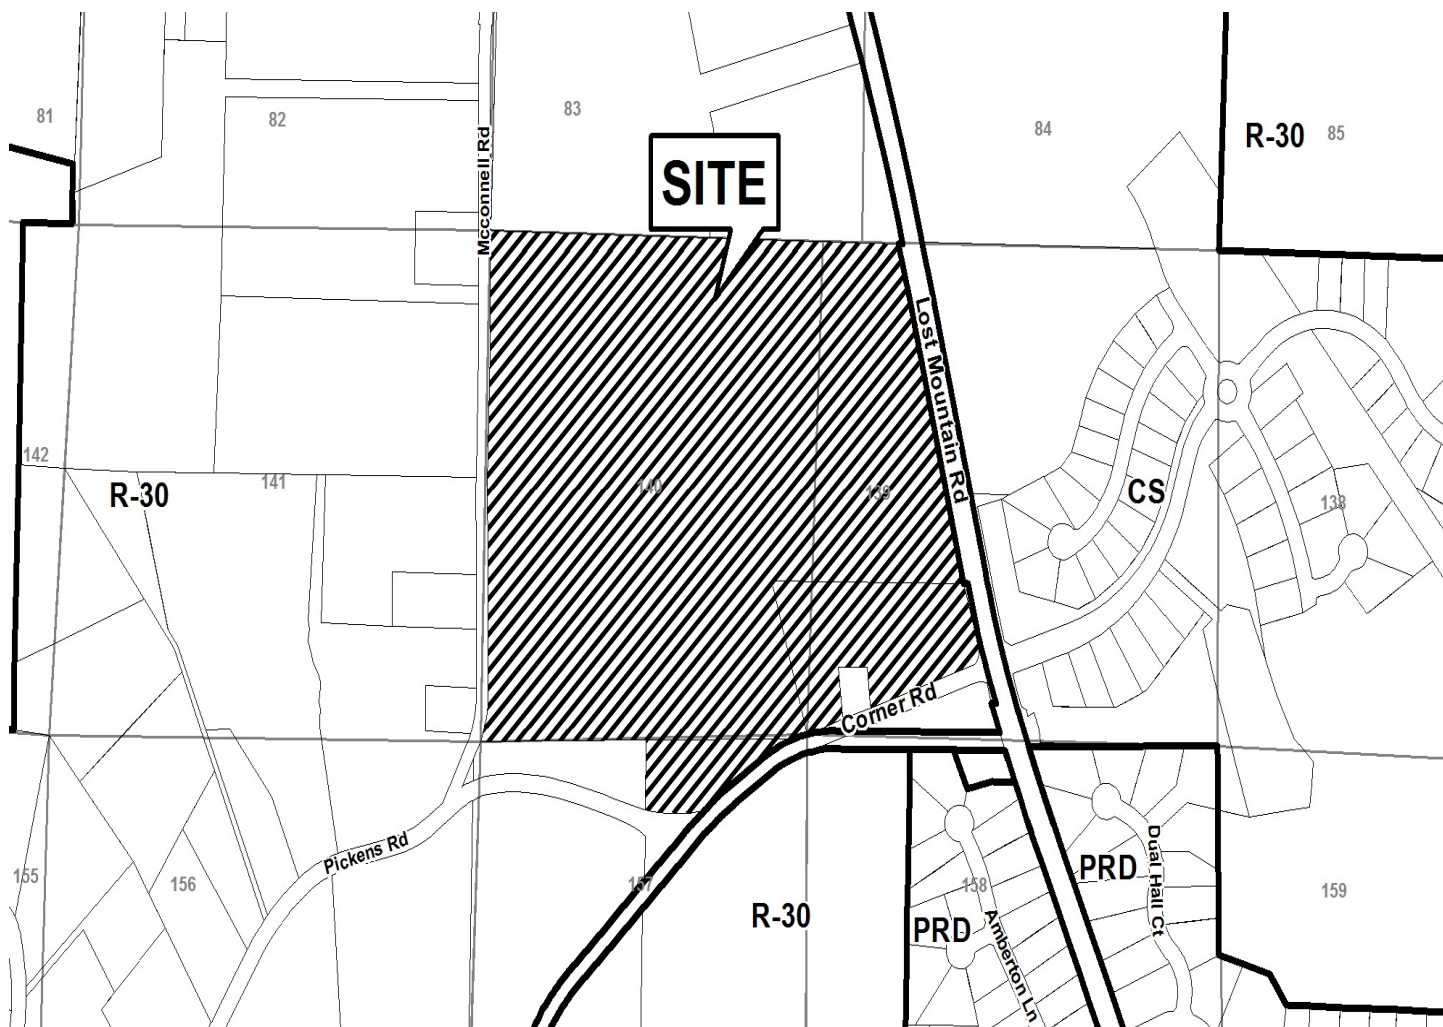 81
82
83
84
R-30
85
Mcconnell Rd
SITE
Lost Mountain Rd
142
R-30
141
140
139
CS
138
Corner Rd
Pickens Rd
155
156
157
R-30
158
PRD
PRD
Dual Hall Ct
Amberton Ln
159